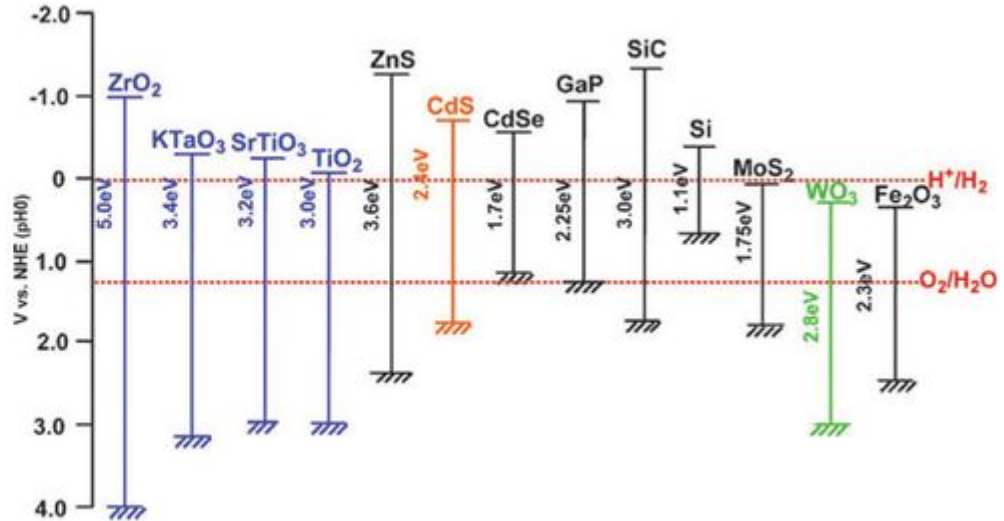 V vs. NHE (pH0)
-2.0
-1.0
0
1.0
2.0
3.0
4.0
ZrO2
5.0eV
KTaO3
3.4eV
SrTiO3
3.2eV
TiO2
3.0eV
ZnS
3.6eV
CdS
2.4eV
CdSe
1.7eV
GaP
2.25eV
SiC
3.0eV
Si
1.1eV
MoS2
1.75eV
WO3
2.8eV
Fe2O3
2.3eV
H+/H2
O2/H2O